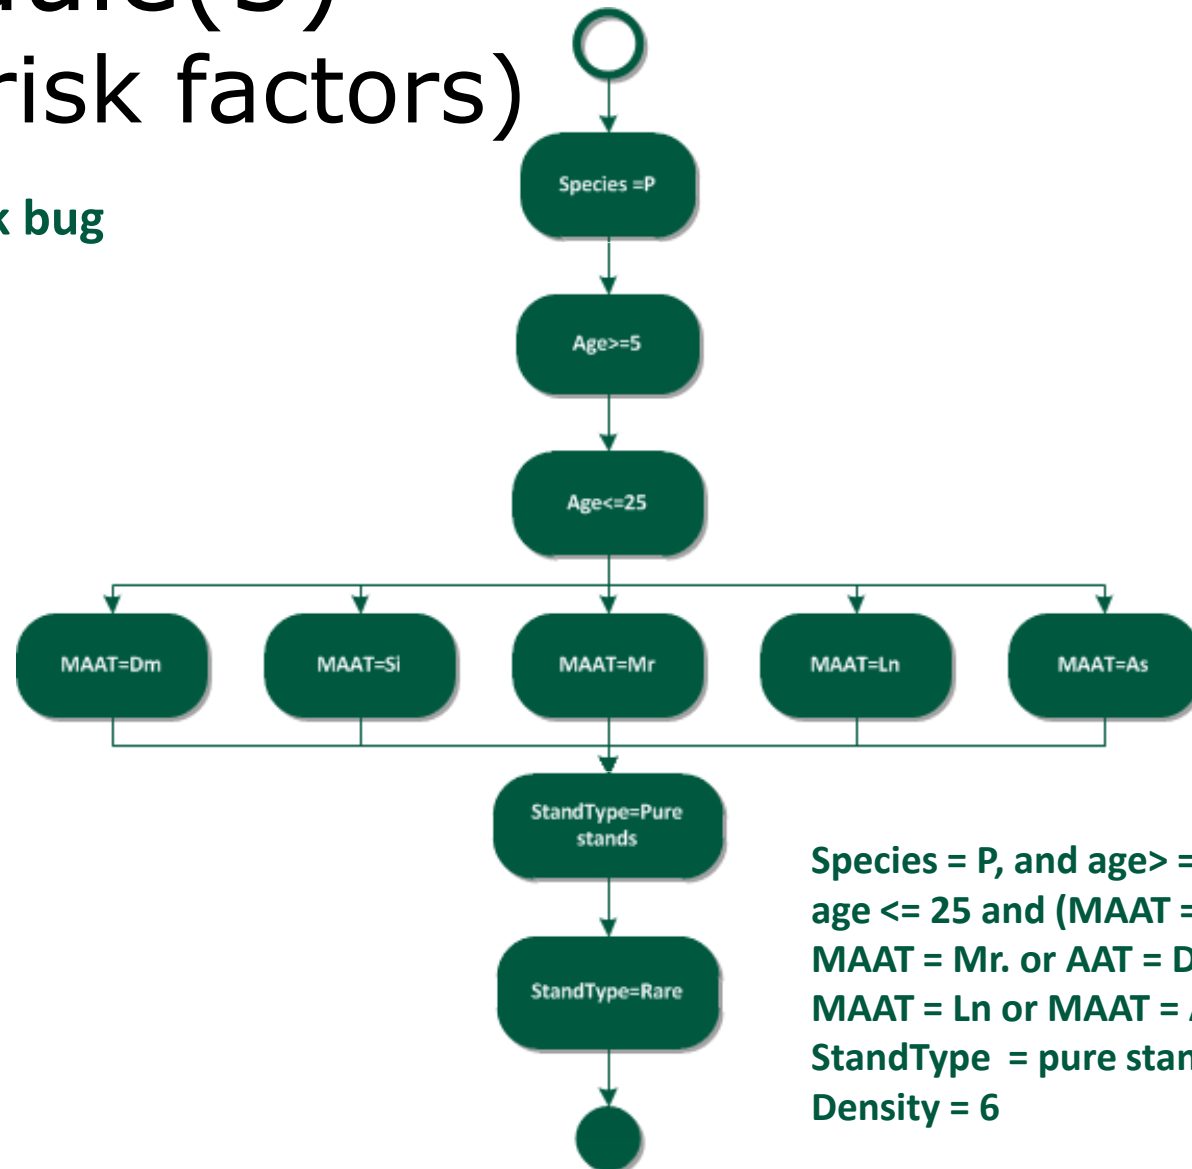 risk factors)
bug
Species =P
Age>=5
Age<=25
MAAT=Dm
MAAT=Si
MAAT=Mr
MAAT=Ln
MAAT=As
StandType=Pure
stands
StandType=Rare
Species = P, and age> =
age <= 25 and (MAAT =
MAAT = Mr. or AAT = D
MAAT = Ln or MAAT =
StandType = pure stan
Density = 6